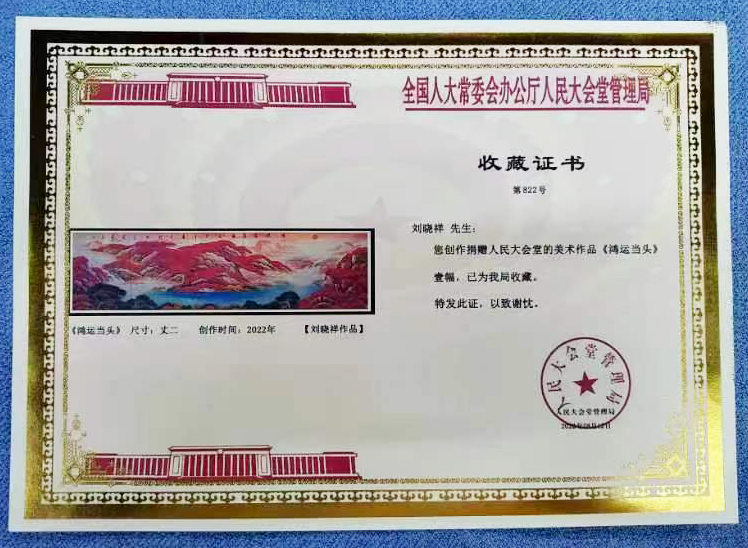 全国人大常委会办公厅人民大会堂管理局
收藏证书
第822号
刘晓祥 先生：
您创作捐赠人民大会堂的美术作品《鸿运当头》
壹幅，已为我局收藏。
特发此证，以致谢忱。
《鸿运当头》 尺寸：丈二 创作时间：2022年 【刘晓祥作品】
人民大会堂管理局
人民大会堂管理局